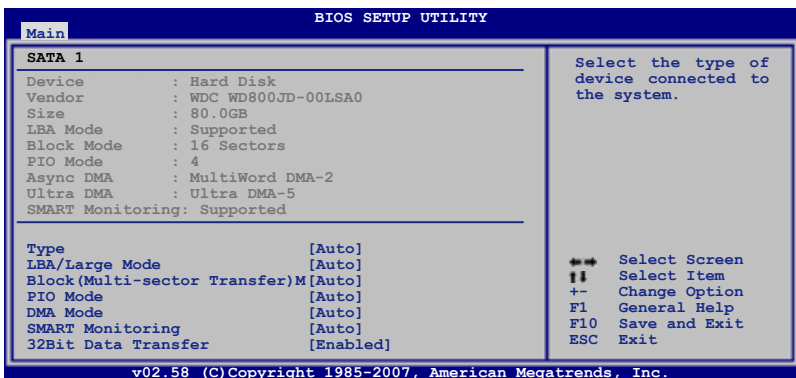 BIOS SETUP UTILITY
Main
SATA 1
Device : Hard Disk
Vendor : WDC WD800JD-00LSA0
Size : 80.0GB
LBA Mode : Supported
Block Mode : 16 Sectors
PIO Mode : 4
Async DMA : MultiWord DMA-2
Ultra DMA : Ultra DMA-5
SMART Monitoring: Supported
Type [Auto]
LBA/Large Mode [Auto]
Block(Multi-sector Transfer)M[Auto]
PIO Mode [Auto]
DMA Mode [Auto]
SMART Monitoring [Auto]
32Bit Data Transfer [Enabled]
Select the type of
device connected to
the system.
←→ Select Screen
↑↓ Select Item
+- Change Option
F1 General Help
F10 Save and Exit
ESC Exit
v02.58 (C)Copyright 1985-2007, American Megatrends, Inc.